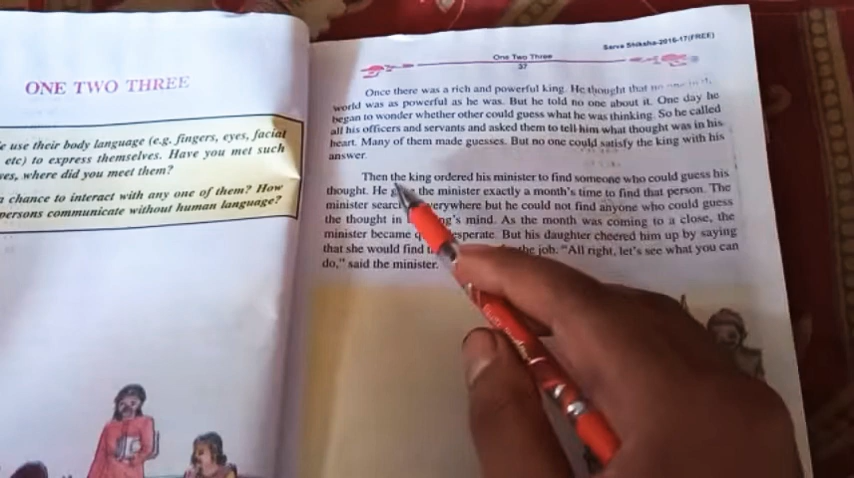 ONE TWO THREE
use their body language (e.g. fingers, eyes, facial
etc) to express themselves. Have you met such
where did you meet them?
chance to interact with any one of them? How
persons communicate without human language?
Sarva Shiksha-2016-17(FREE)
One Two Three
37
Once there was a rich and powerful king. He thought that no one in
world was as powerful as he was. But he told no one about it. One day he
began to wonder whether other could guess what he was thinking. So he called
all his officers and servants and asked them to tell him what thought was in his
heart. Many of them made guesses. But no one could satisfy the king with his
answer.
Then the king ordered his minister to find someone who could guess his
thought. He the minister exactly a month's time to find that person. The
minister everywhere but he could not find anyone who could guess
the thought in mind. As the month was coming to a close, the
minister became desperate. But his daughter cheered him up by saying
that she would find the job. "All right, let's see what you can
do," said the minister.